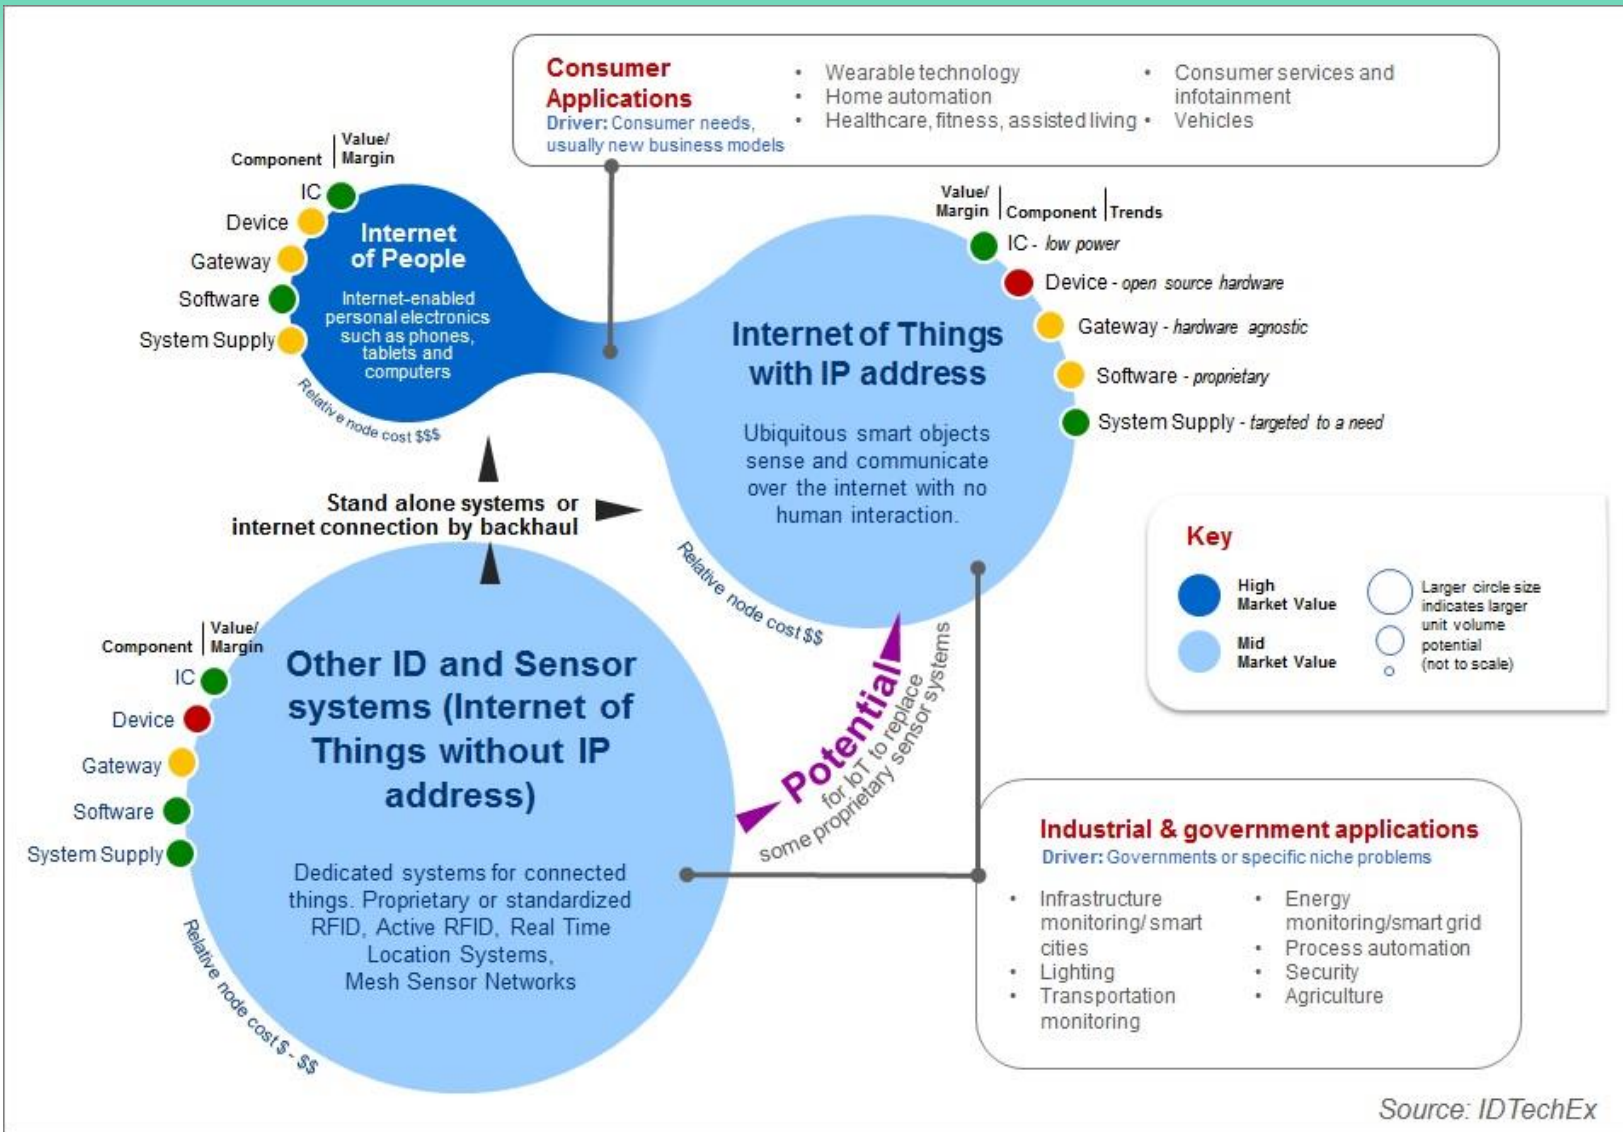 Consumer
Applications
Driver: Consumer needs,
usually new business models
• Wearable technology
• Home automation
• Healthcare, fitness, assisted living
• Consumer services and
infotainment
• Vehicles
Component | Value/
Margin
IC
Device
Gateway
Software
System Supply
Internet
of People
Internet-enabled
personal electronics
such as phones,
tablets and
computers
Relative node cost $$$
Value/
Margin | Component | Trends
IC - low power
Device - open source hardware
Gateway - hardware agnostic
Software - proprietary
System Supply - targeted to a need
Internet of Things
with IP address
Ubiquitous smart objects
sense and communicate
over the internet with no
human interaction.
Relative node cost $$
Stand alone systems or
internet connection by backhaul
Key
High
Market Value
Mid
Market Value
Larger circle size
indicates larger
unit volume
potential
(not to scale)
Component | Value/
Margin
IC
Device
Gateway
Software
System Supply
Other ID and Sensor
systems (Internet of
Things without IP
address)
Dedicated systems for connected
things. Proprietary or standardized
RFID, Active RFID, Real Time
Location Systems,
Mesh Sensor Networks
Relative node cost $ - $$
Potential
for IoT to replace
some proprietary sensor systems
Industrial & government applications
Driver: Governments or specific niche problems
• Infrastructure
monitoring/ smart
cities
• Lighting
• Transportation
monitoring
• Energy
monitoring/smart grid
• Process automation
• Security
• Agriculture
Source: IDTechEx